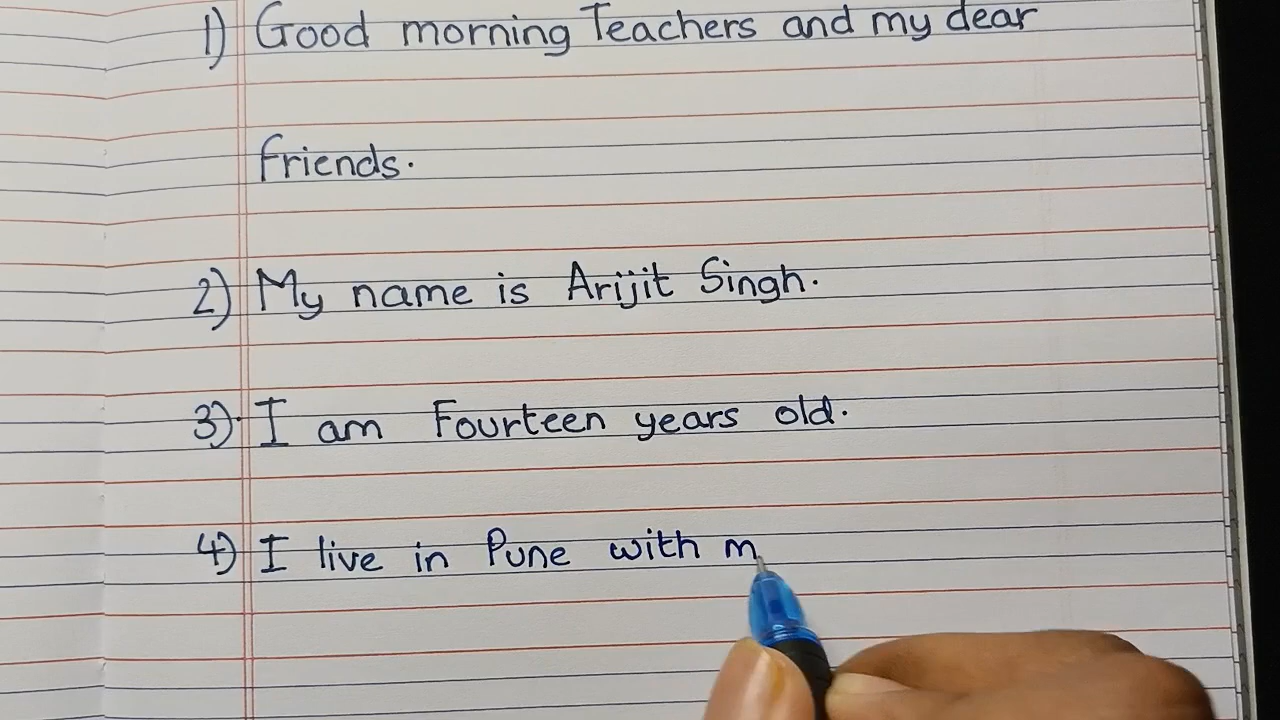 1) Good morning Teachers and my dear
friends.
2) My name is Arijit Singh.
3). I am Fourteen years old.
4) I live in Pune with m